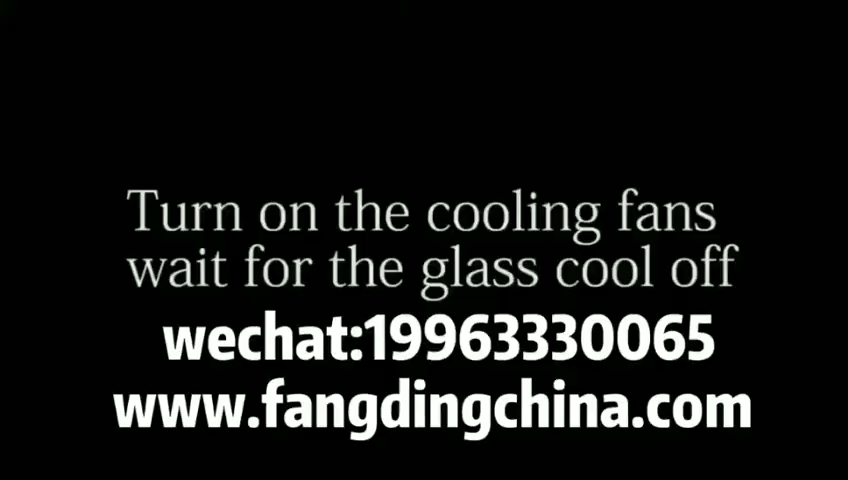 Turn on the cooling fans
wait for the glass cool off
wechat:19963330065
www.fangdingchina.com